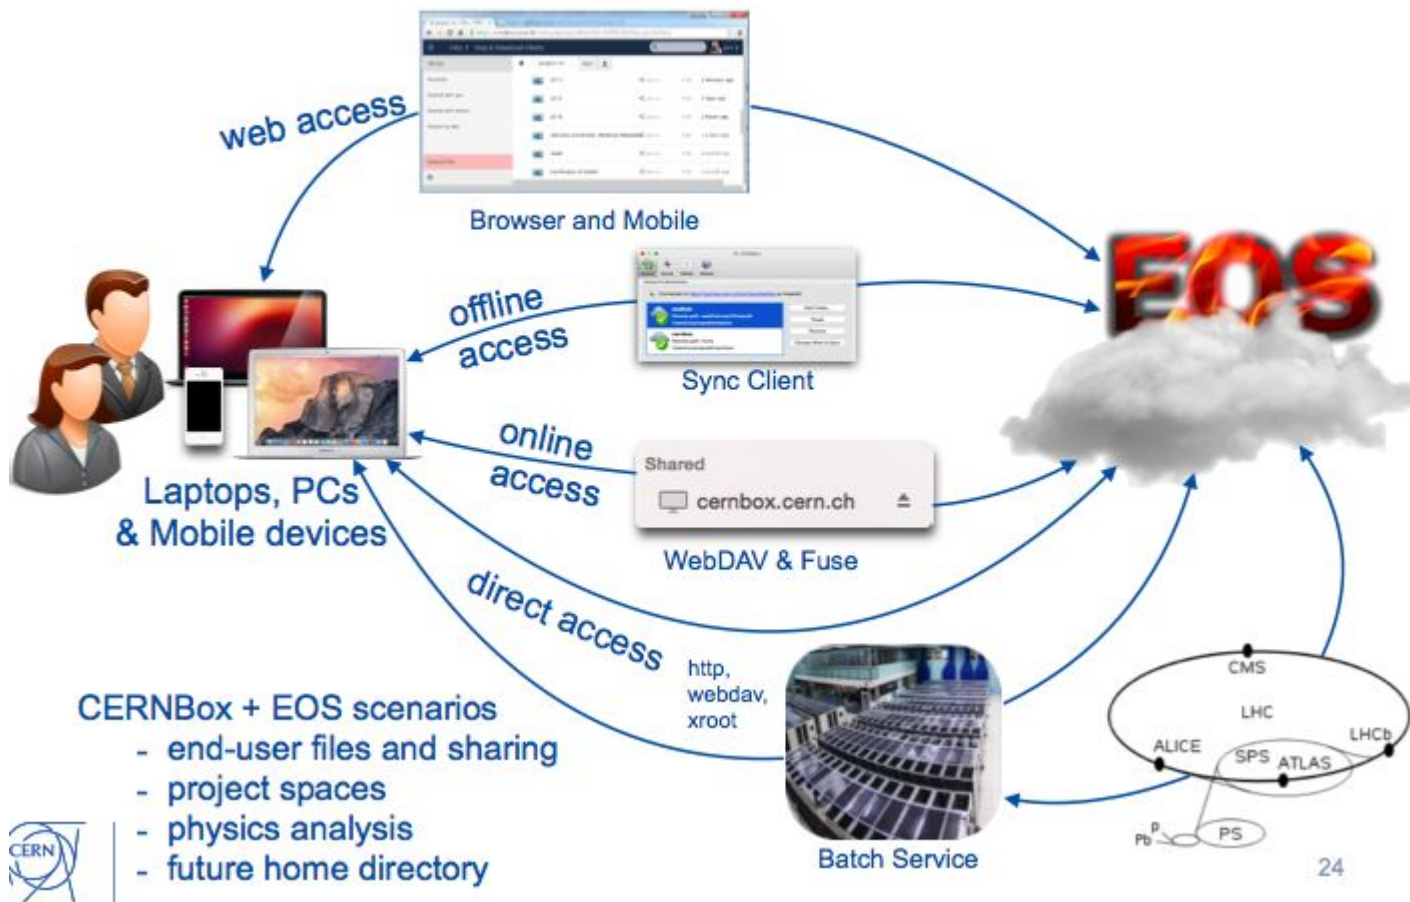 web access
Browser and Mobile
EOS
offline
access
Sync Client
online
access
Shared
cernbox.cern.ch
WebDAV & Fuse
Laptops, PCs
& Mobile devices
direct access
http,
webdav,
xroot
CERNBox + EOS scenarios
- end-user files and sharing
- project spaces
- physics analysis
- future home directory
CERN
Batch Service
CMS
LHC
ALICE
SPS
ATLAS
LHCb
p
Pb
PS
24